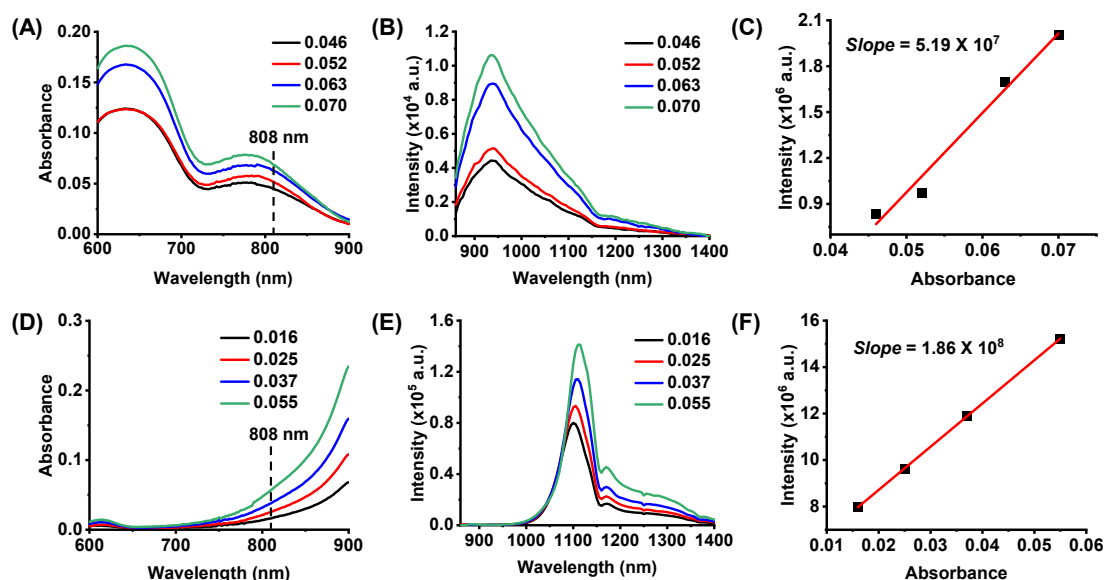 (A)
0.20
0.15
0.10
0.05
0.00
600 700 800 900
Absorbance
Wavelength (nm)
0.046
0.052
0.063
0.070
808 nm
(B)
1.4
1.2
1.0
0.8
0.6
0.4
0.2
0.0
900 1000 1100 1200 1300 1400
Intensity (x10⁴ a.u.)
Wavelength (nm)
0.046
0.052
0.063
0.070
(C)
2.1
1.8
1.5
1.2
0.9
0.04 0.05 0.06 0.07
Intensity (x10⁶ a.u.)
Absorbance
Slope = 5.19 X 10⁷
(D)
0.3
0.2
0.1
0.0
600 700 800 900
Absorbance
Wavelength (nm)
0.016
0.025
0.037
0.055
808 nm
(E)
1.6
1.2
0.8
0.4
0.0
900 1000 1100 1200 1300 1400
Intensity (x10⁵ a.u.)
Wavelength (nm)
0.016
0.025
0.037
0.055
(F)
16
14
12
10
8
0.01 0.02 0.03 0.04 0.05 0.06
Intensity (x10⁶ a.u.)
Absorbance
Slope = 1.86 X 10⁸